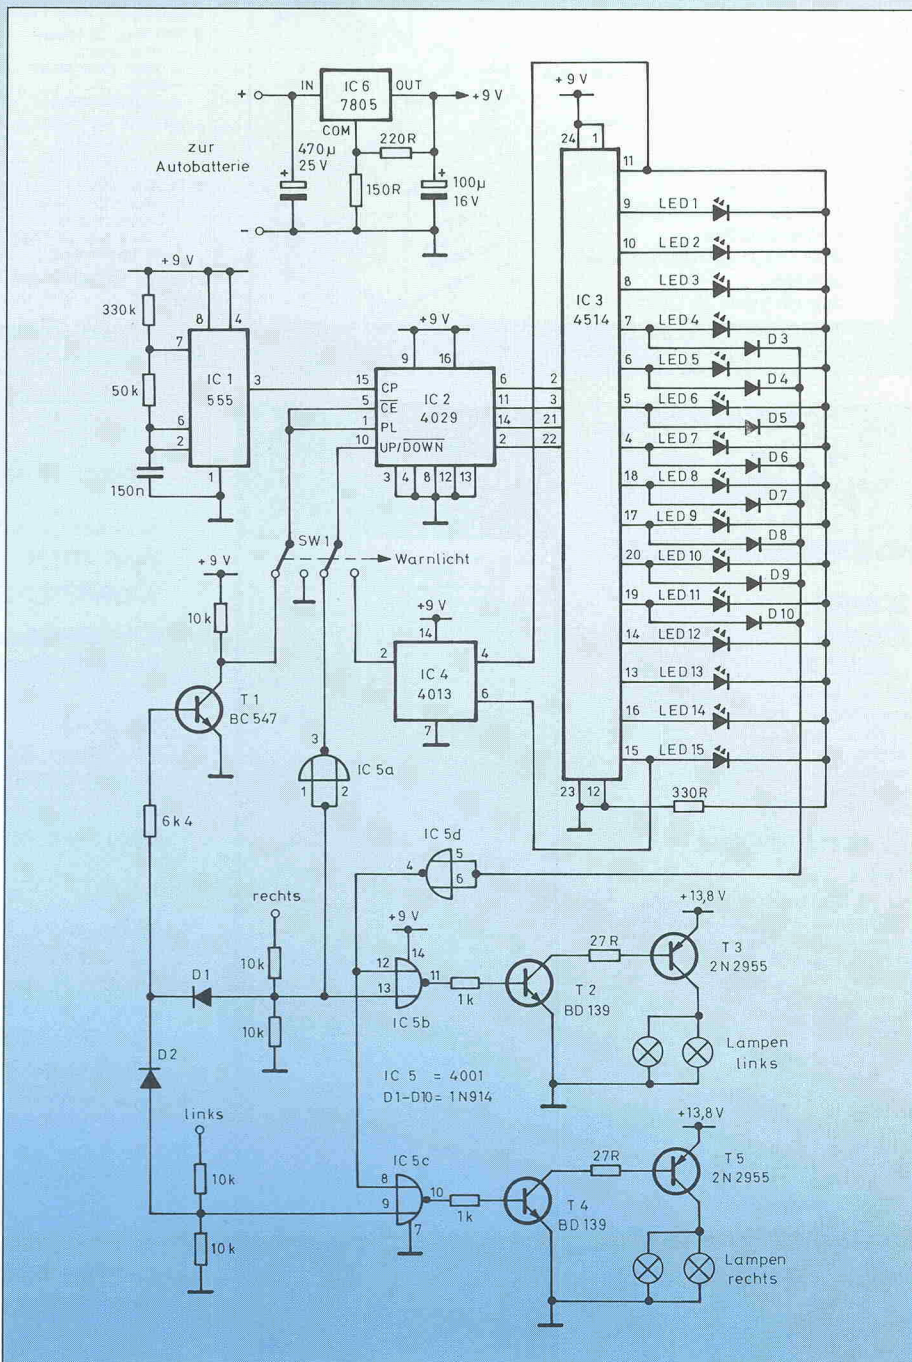 IN
IC 6
7805
OUT
+
+9 V
COM
220R
zur
Autobatterie
470µ
25 V
+
150R
+
100µ
16 V
−
+9 V
24
1
11
IC 3
4514
9
LED 1
10
LED 2
8
LED 3
7
LED 4
D 3
6
LED 5
D 4
5
LED 6
D 5
4
LED 7
D 6
18
LED 8
D 7
17
LED 9
D 8
20
LED 10
D 9
19
LED 11
D 10
14
LED 12
13
LED 13
16
LED 14
15
LED 15
23
12
330R
2
3
21
22
+9 V
330k
8
4
7
50k
IC 1
555
3
6
2
150n
1
+9 V
9
16
15
CP
5
CE
1
PL
10
UP/DOWN
IC 2
4029
6
11
14
2
3
4
8
12
13
SW1
Warnlicht
+9 V
10k
T 1
BC 547
+9 V
14
2
IC 4
4013
4
6
7
3
IC 5a
1
2
6k4
IC 5d
4
5
6
rechts
10k
+9 V
14
12
13
11
IC 5b
1k
D1
10k
D2
T 2
BD 139
27R
+13,8V
T 3
2N 2955
Lampen
links
IC 5 = 4001
D1-D10 = 1N914
links
10k
10k
IC 5c
8
9
10
7
1k
T 4
BD 139
27R
+13,8V
T 5
2N 2955
Lampen
rechts